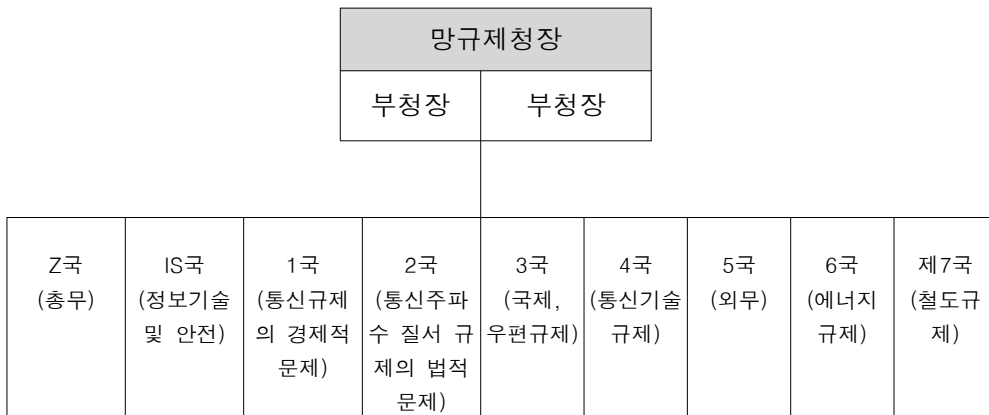 망규제청장
부청장
부청장
Z국
(총무)
IS국
(정보기술
및 안전)
1국
(통신규제
의 경제적
문제)
2국
(통신주파
수 질서 규
제의 법적
문제)
3국
(국제,
우편규제)
4국
(통신기술
규제)
5국
(외무)
6국
(에너지
규제)
제7국
(철도규
제)